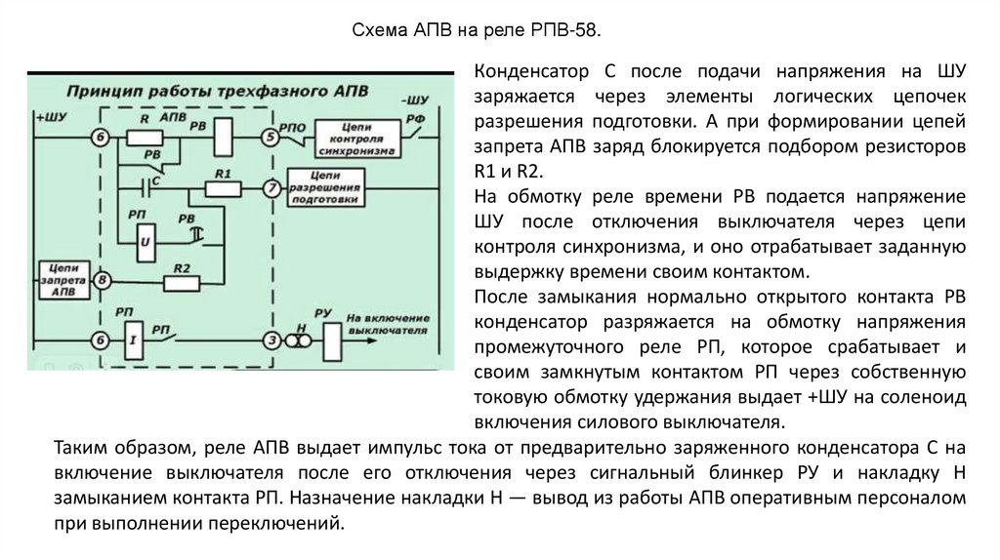 Схема АПВ на реле РПВ-58.
Принцип работы трехфазного АПВ
–ШУ
+ШУ
R АПВ
РВ
РПО
РФ
6
5
Цепи
контроля
синхронизма
РВ
С
R1
7
Цепи
разрешения
подготовки
РП
РВ
U
Цепи
запрета
АПВ
8
R2
РП
РП
РУ
На включение
выключателя
6
I
3
Н
Конденсатор С после подачи напряжения на ШУ
заряжается через элементы логических цепочек
разрешения подготовки. А при формировании цепей
запрета АПВ заряд блокируется подбором резисторов
R1 и R2.
На обмотку реле времени РВ подается напряжение
ШУ после отключения выключателя через цепи
контроля синхронизма, и оно отрабатывает заданную
выдержку времени своим контактом.
После замыкания нормально открытого контакта РВ
конденсатор разряжается на обмотку напряжения
промежуточного реле РП, которое срабатывает и
своим замкнутым контактом РП через собственную
токовую обмотку удержания выдает +ШУ на соленоид
включения силового выключателя.
Таким образом, реле АПВ выдает импульс тока от предварительно заряженного конденсатора С на
включение выключателя после его отключения через сигнальный блинкер РУ и накладку Н
замыканием контакта РП. Назначение накладки Н — вывод из работы АПВ оперативным персоналом
при выполнении переключений.